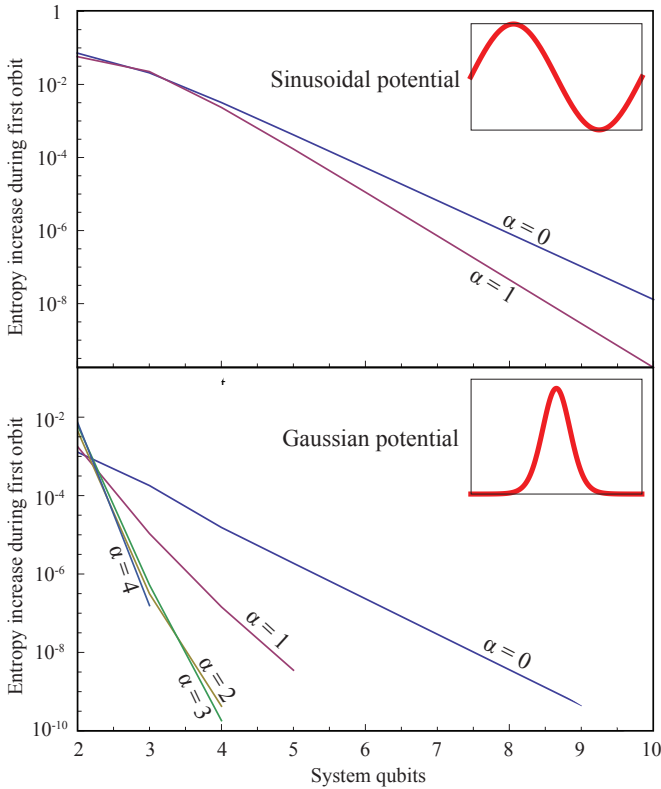 1
10-2
10-4
10-6
10-8
Entropy increase during first orbit
Sinusoidal potential
α = 0
α = 1
t
10-2
10-4
10-6
10-8
10-10
Entropy increase during first orbit
Gaussian potential
α = 4
α = 1
α = 0
α = 2
α = 3
2 3 4 5 6 7 8 9 10
System qubits